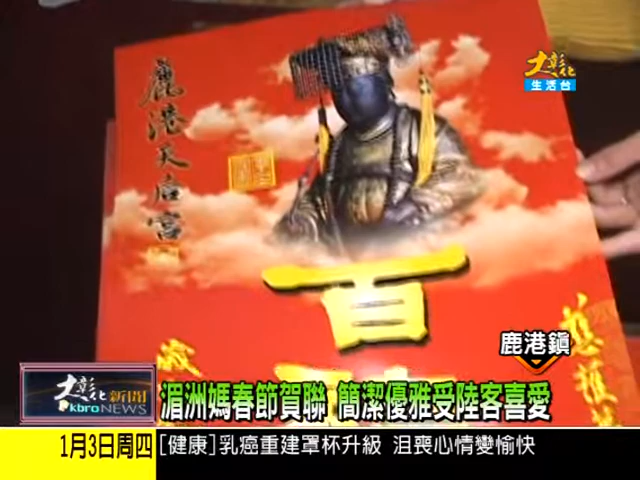 大彰化
生活台
鹿港天后宮
百
鹿港鎮
大彰化新聞
kbro NEWS
湄洲媽春節賀聯 簡潔優雅受陸客喜愛
1月3日周四
[健康]乳癌重建罩杯升級 沮喪心情變愉快